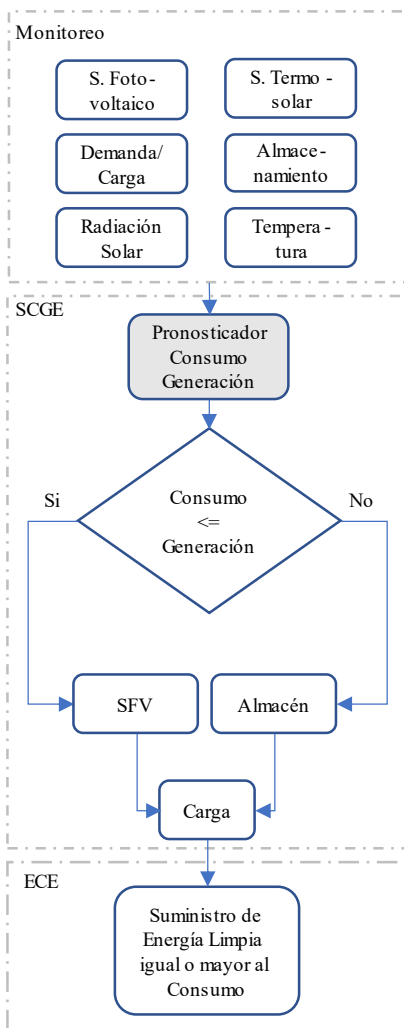 Monitoreo
S. Foto-
voltaico
S. Termo -
solar
Demanda/
Carga
Almace-
namiento
Radiación
Solar
Tempera -
tura
SCGE
Pronosticador
Consumo
Generación
Si
Consumo
<=
Generación
No
SFV
Almacén
Carga
ECE
Suministro de
Energía Limpia
igual o mayor al
Consumo